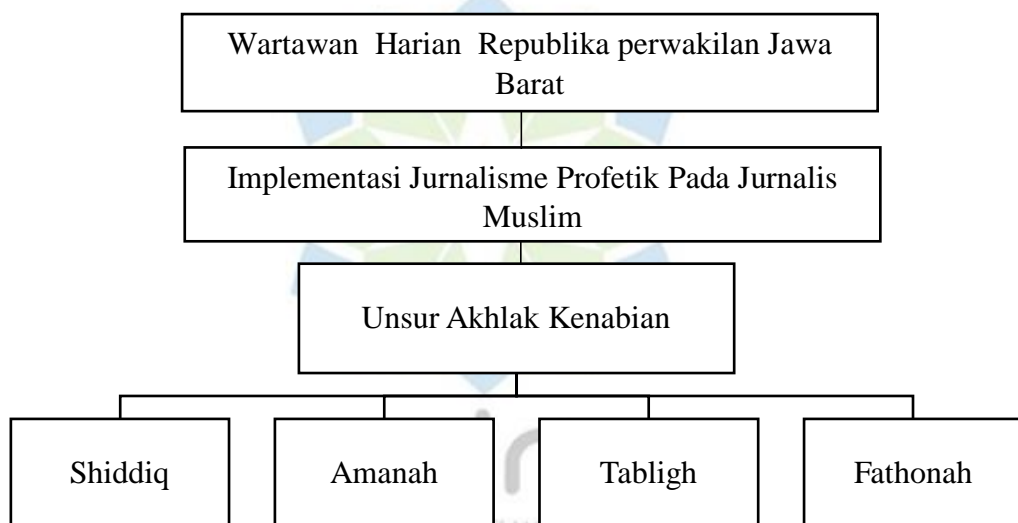 Wartawan Harian Republika perwakilan Jawa
Barat
Implementasi Jurnalisme Profetik Pada Jurnalis
Muslim
Unsur Akhlak Kenabian
Shiddiq
Amanah
Tabligh
Fathonah